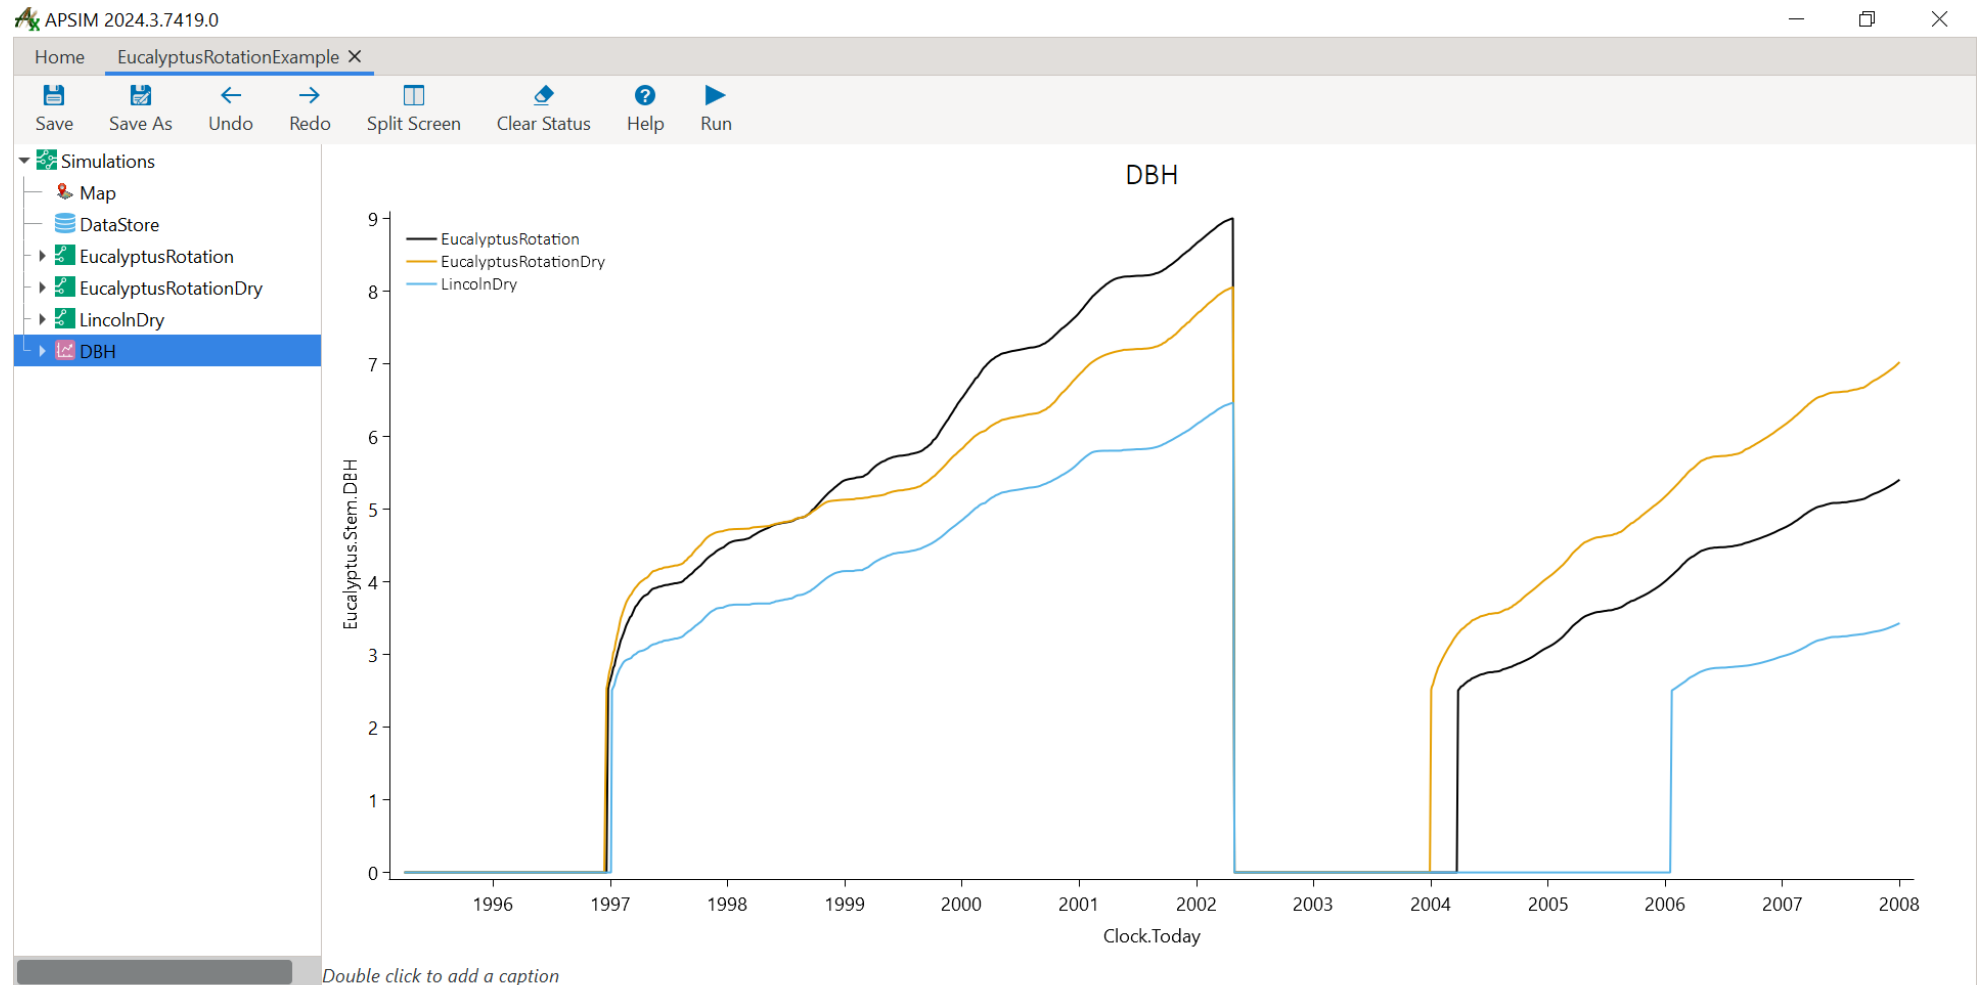 APSIM 2024.3.7419.0
Home EucalyptusRotationExample
Save Save As Undo Redo Split Screen Clear Status Help Run
Simulations
Map
DataStore
EucalyptusRotation
EucalyptusRotationDry
LincolnDry
DBH
DBH
EucalyptusRotation
EucalyptusRotationDry
LincolnDry
Eucalyptus.Stem.DBH
9
8
7
6
5
4
3
2
1
0
1996 1997 1998 1999 2000 2001 2002 2003 2004 2005 2006 2007 2008
Clock.Today
Double click to add a caption